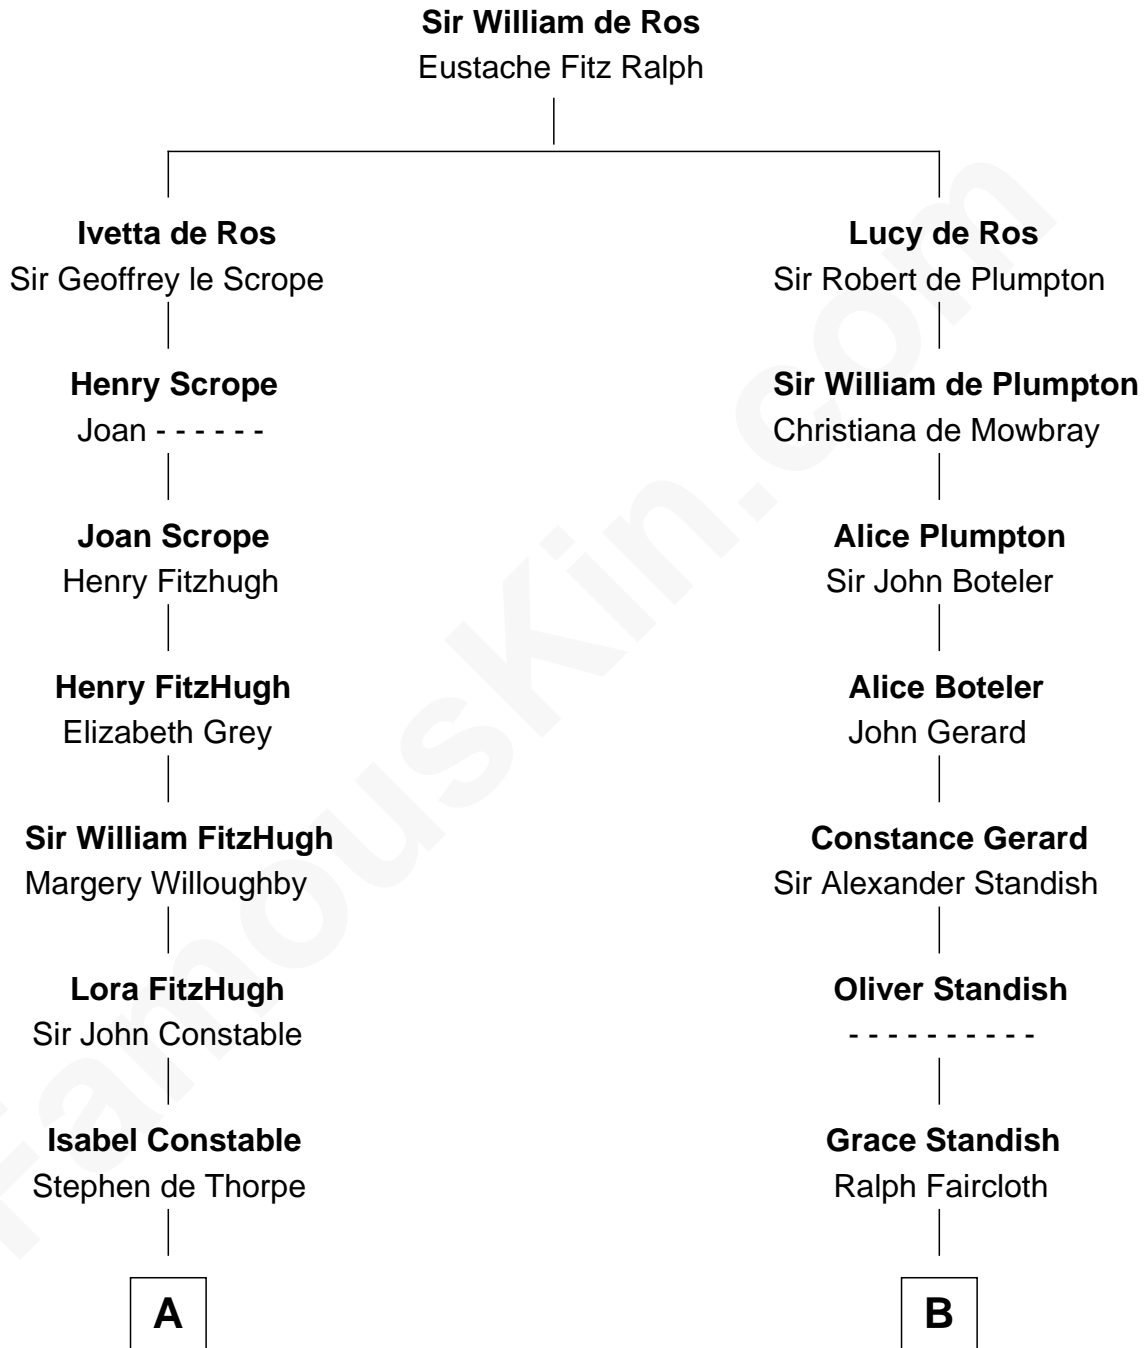 Sir William de Ros
Eustache Fitz Ralph
Ivetta de Ros
Sir Geoffrey le Scrope
Lucy de Ros
Sir Robert de Plumpton
Henry Scrope
Joan - - - - - -
Sir William de Plumpton
Christiana de Mowbray
Joan Scrope
Henry Fitzhugh
Alice Plumpton
Sir John Boteler
Henry FitzHugh
Elizabeth Grey
Alice Boteler
John Gerard
Sir William FitzHugh
Margery Willoughby
Constance Gerard
Sir Alexander Standish
Lora FitzHugh
Sir John Constable
Oliver Standish
- - - - - - - - - -
Isabel Constable
Stephen de Thorpe
Grace Standish
Ralph Faircloth
A
B
FamousKin.com